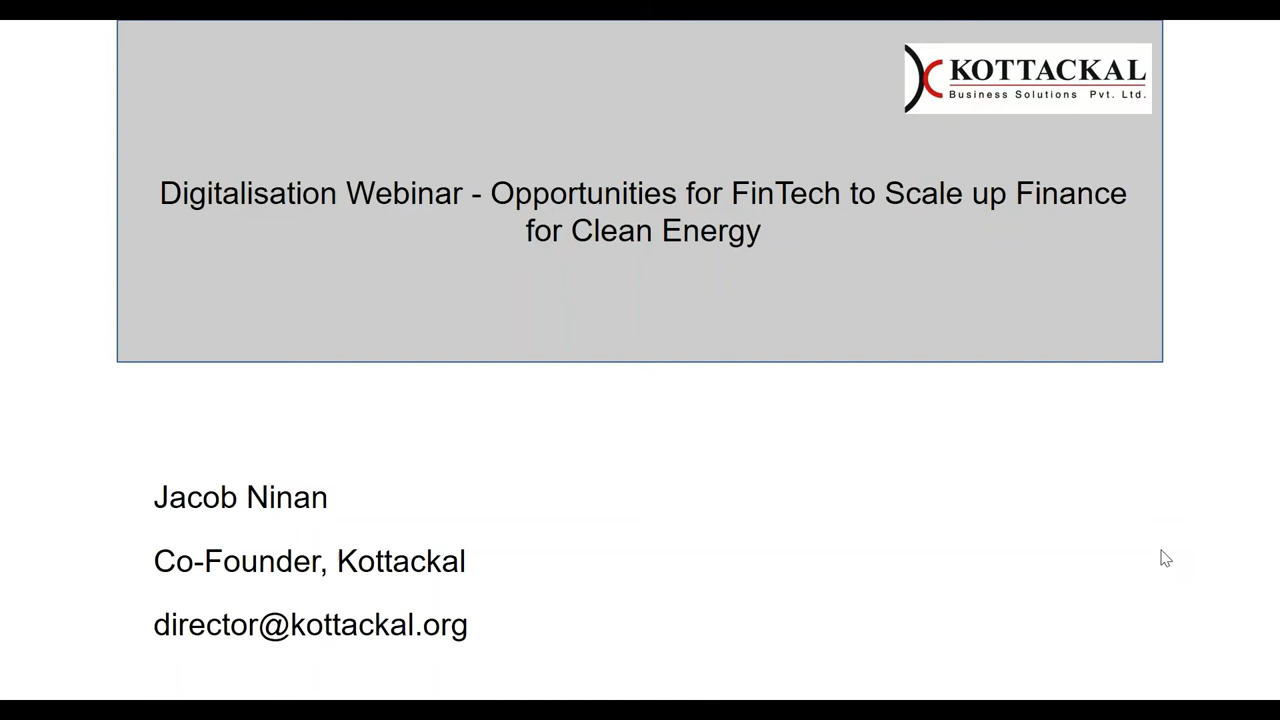 KOTTACKAL
Business Solutions Pvt. Ltd.
Digitalisation Webinar - Opportunities for FinTech to Scale up Finance
for Clean Energy
Jacob Ninan
Co-Founder, Kottackal
director@kottackal.org